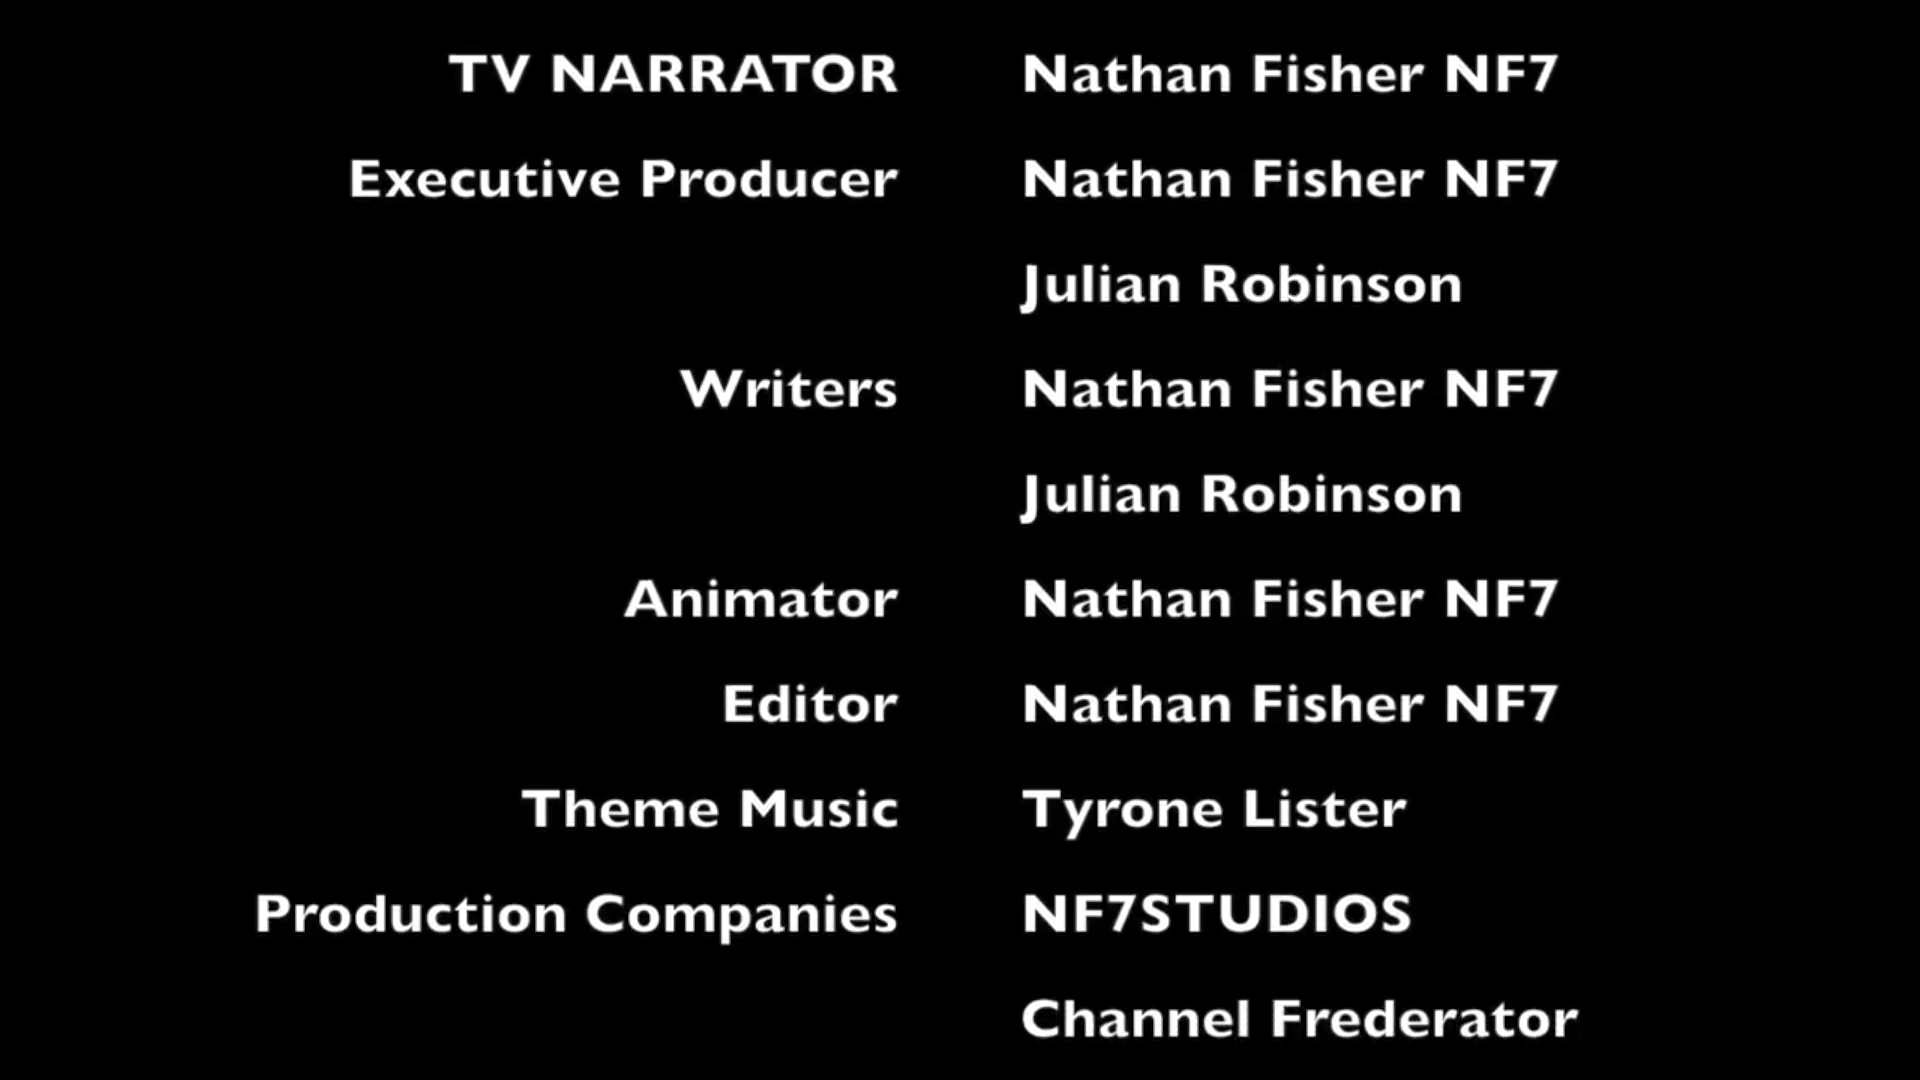 TV NARRATOR Nathan Fisher NF7
Executive Producer Nathan Fisher NF7
Julian Robinson
Writers Nathan Fisher NF7
Julian Robinson
Animator Nathan Fisher NF7
Editor Nathan Fisher NF7
Theme Music Tyrone Lister
Production Companies NF7STUDIOS
Channel Frederator